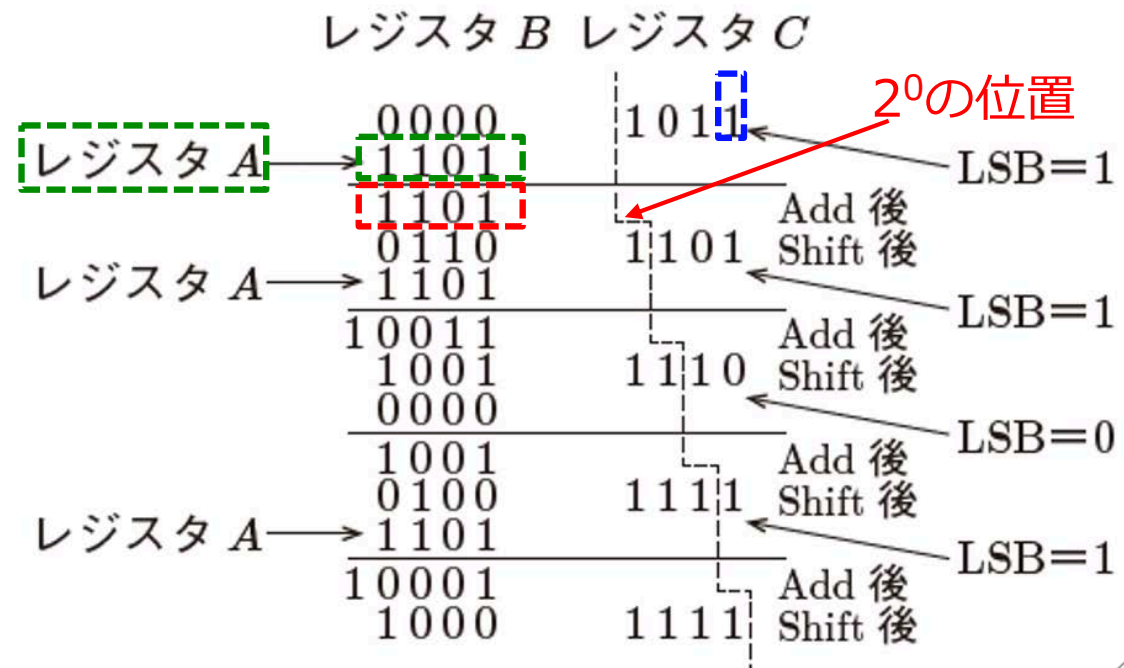 レジスタ B レジスタ C
2⁰の位置
0000 1011
レジスタ A 1101 LSB=1
1101 Add 後
0110 1101 Shift 後
レジスタ A 1101 LSB=1
10011 Add 後
1001 1110 Shift 後
0000 LSB=0
1001 Add 後
0100 1111 Shift 後
レジスタ A 1101 LSB=1
10001 Add 後
1000 1111 Shift 後